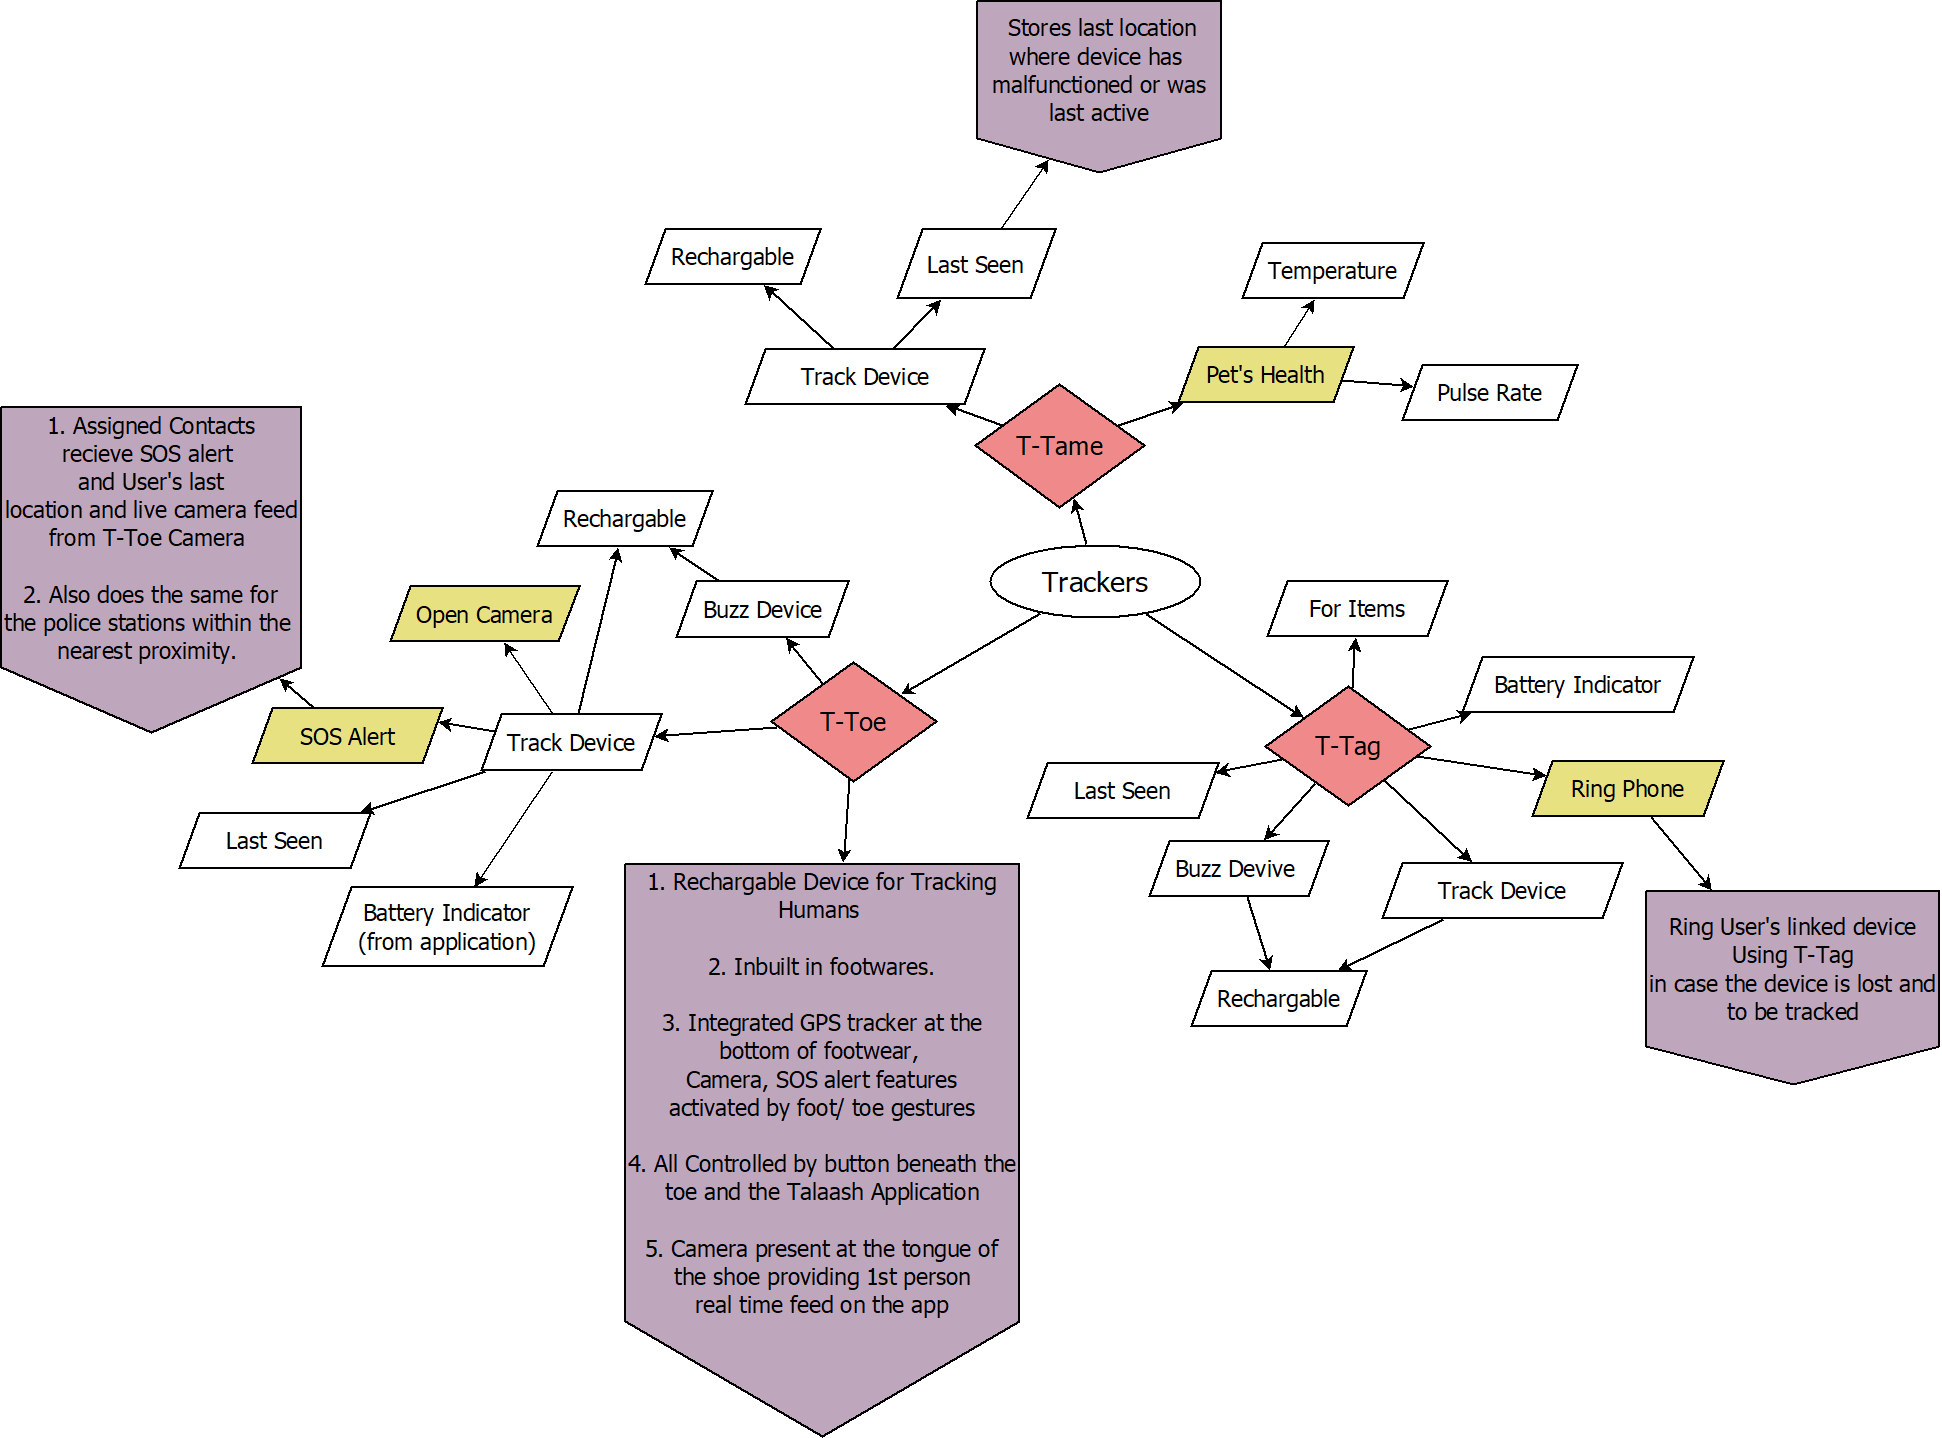 Stores last location
where device has
malfunctioned or was
last active
Rechargable
Last Seen
Temperature
Track Device
Pet's Health
Pulse Rate
T-Tame
1. Assigned Contacts
recieve SOS alert
and User's last
location and live camera feed
from T-Toe Camera
2. Also does the same for
the police stations within the
nearest proximity.
Rechargable
Open Camera
Buzz Device
Trackers
For Items
Battery Indicator
SOS Alert
Track Device
T-Toe
T-Tag
Last Seen
Ring Phone
Last Seen
Buzz Devive
Track Device
Battery Indicator
(from application)
Rechargable
1. Rechargable Device for Tracking
Humans
2. Inbuilt in footwares.
3. Integrated GPS tracker at the
bottom of footwear,
Camera, SOS alert features
activated by foot/ toe gestures
4. All Controlled by button beneath the
toe and the Talaash Application
5. Camera present at the tongue of
the shoe providing 1st person
real time feed on the app
Ring User's linked device
Using T-Tag
in case the device is lost and
to be tracked